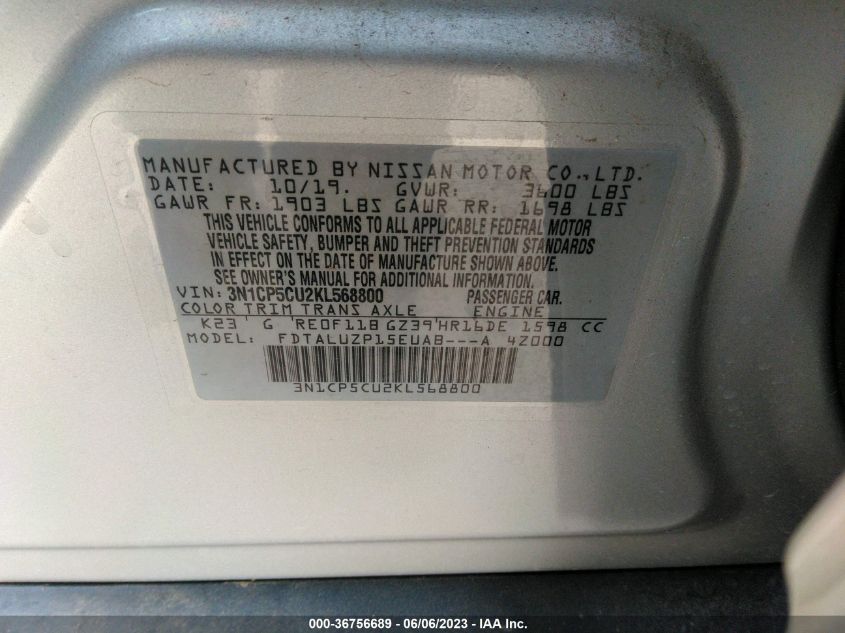 MANUFACTURED BY NISSAN MOTOR CO.,LTD.
DATE: 10/19. GVWR: 3600 LBS
GAWR FR: 1903 LBS GAWR RR: 1698 LBS
THIS VEHICLE CONFORMS TO ALL APPLICABLE FEDERAL MOTOR
VEHICLE SAFETY, BUMPER AND THEFT PREVENTION STANDARDS
IN EFFECT ON THE DATE OF MANUFACTURE SHOWN ABOVE.
SEE OWNER'S MANUAL FOR ADDITIONAL INFORMATION.
VIN: 3N1CP5CU2KL568800 PASSENGER CAR.
COLOR TRIM TRANS AXLE ENGINE
K23 G RE0F11B GZ39 HR16DE 1598 CC
MODEL: FDTALUZP15EUAB---A 4Z000
3N1CP5CU2KL568800
000-36756689 - 06/06/2023 - IAA Inc.